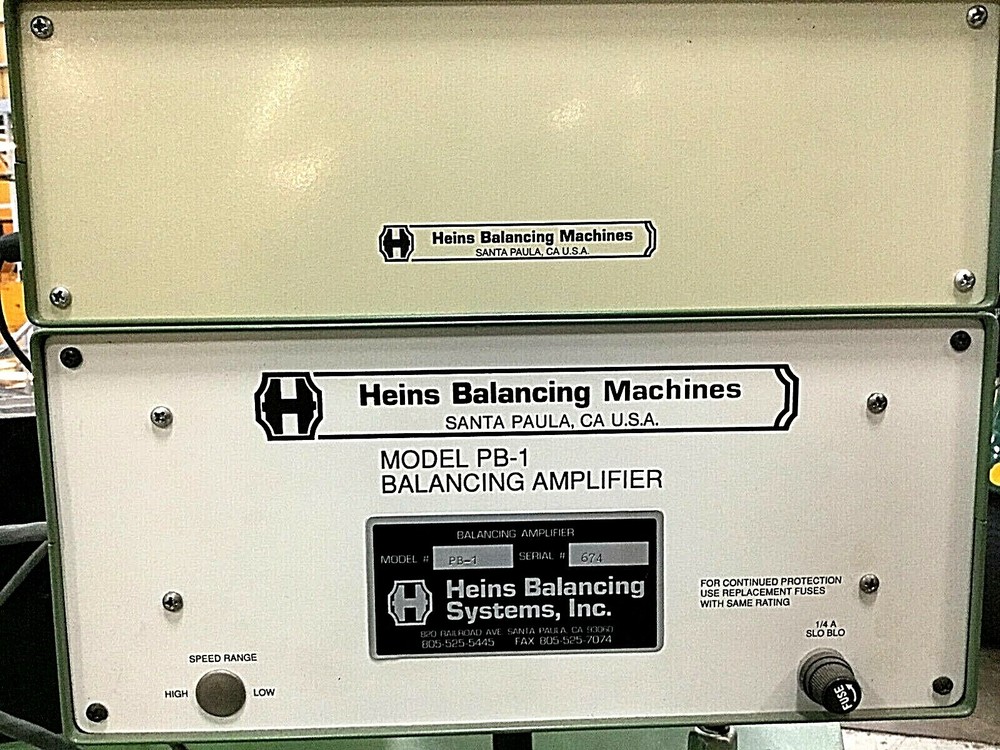 H Heins Balancing Machines
SANTA PAULA, CA U.S.A.
H Heins Balancing Machines
SANTA PAULA, CA U.S.A.
MODEL PB-1
BALANCING AMPLIFIER
BALANCING AMPLIFIER
MODEL # PB-1 SERIAL # 674
H Heins Balancing
Systems, Inc.
820 RAILROAD AVE SANTA PAULA, CA 93060
805-525-5445 FAX 805-525-7074
FOR CONTINUED PROTECTION
USE REPLACEMENT FUSES
WITH SAME RATING
1/4 A
SLO BLO
FUSE
SPEED RANGE
HIGH LOW